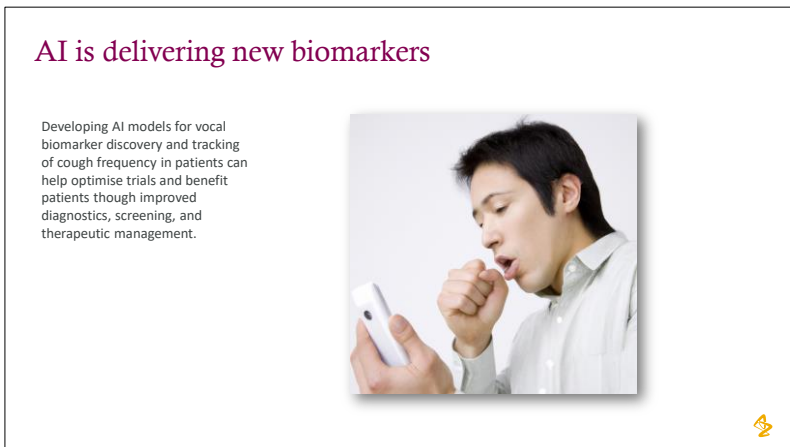 AI is delivering new biomarkers
Developing AI models for vocal
biomarker discovery and tracking
of cough frequency in patients can
help optimise trials and benefit
patients though improved
diagnostics, screening, and
therapeutic management.